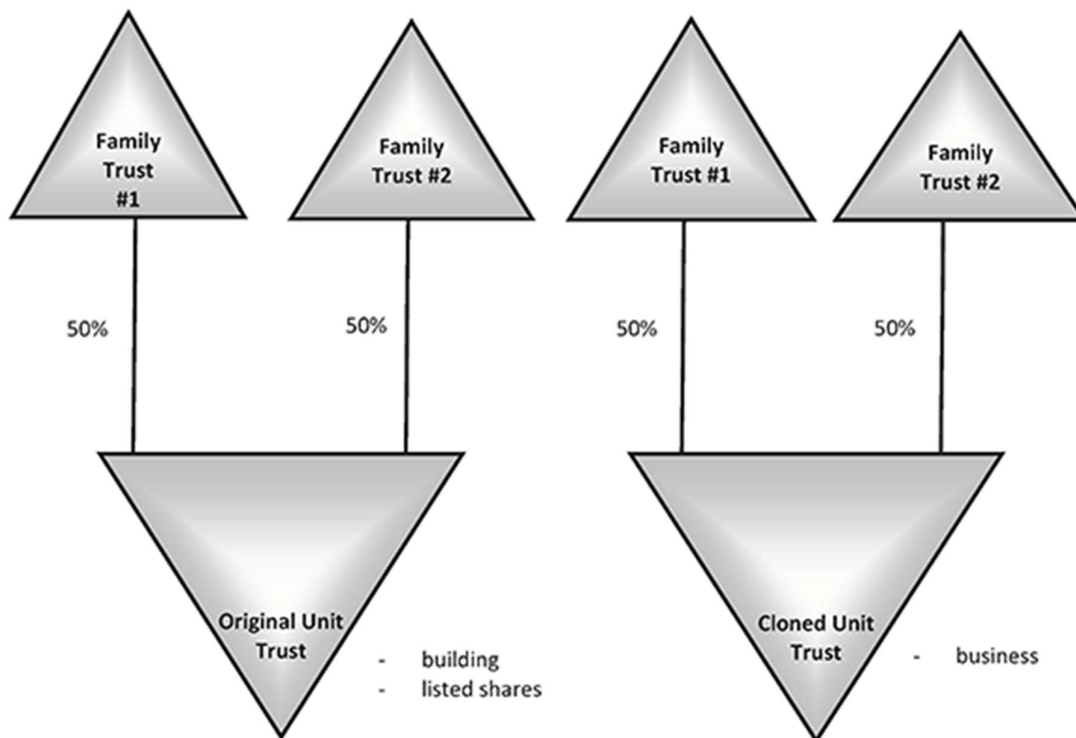 Family
Trust
#1
Family
Trust #2
Family
Trust #1
Family
Trust #2
50%
50%
50%
50%
Original Unit
Trust
- building
- listed shares
Cloned Unit
Trust
- business